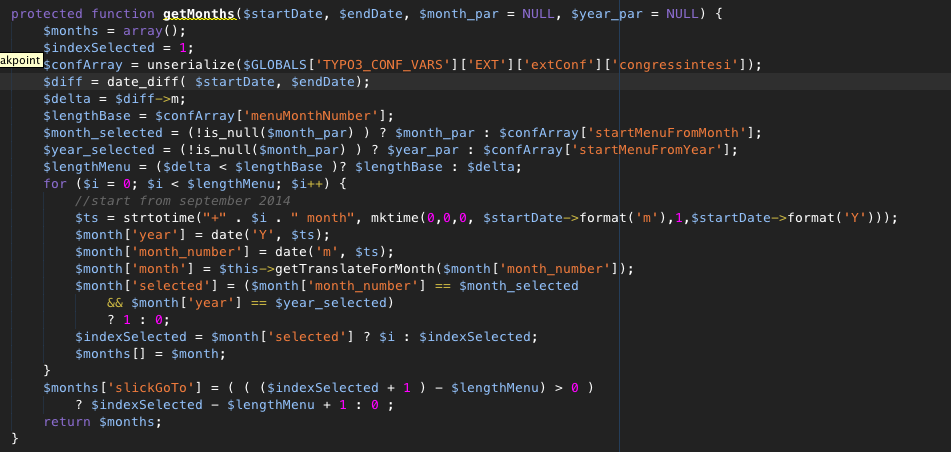 protected function getMonths($startDate, $endDate, $month_par = NULL, $year_par = NULL) {
$months = array();
$indexSelected = 1;
akpoint
$confArray = unserialize($GLOBALS['TYPO3_CONF_VARS']['EXT']['extConf']['congressintesi']);
$diff = date_diff( $startDate, $endDate);
$delta = $diff->m;
$lengthBase = $confArray['menuMonthNumber'];
$month_selected = (!is_null($month_par) ) ? $month_par : $confArray['startMenuFromMonth'];
$year_selected = (!is_null($month_par) ) ? $year_par : $confArray['startMenuFromYear'];
$lengthMenu = ($delta < $lengthBase )? $lengthBase : $delta;
for ($i = 0; $i < $lengthMenu; $i++) {
//start from september 2014
$ts = strtotime("+" . $i . " month", mktime(0,0,0, $startDate->format('m'),1,$startDate->format('Y')));
$month['year'] = date('Y', $ts);
$month['month_number'] = date('m', $ts);
$month['month'] = $this->getTranslateForMonth($month['month_number']);
$month['selected'] = ($month['month_number'] == $month_selected
&& $month['year'] == $year_selected)
? 1 : 0;
$indexSelected = $month['selected'] ? $i : $indexSelected;
$months[] = $month;
}
$months['slickGoTo'] = ( ( ($indexSelected + 1 ) - $lengthMenu) > 0 )
? $indexSelected - $lengthMenu + 1 : 0 ;
return $months;
}